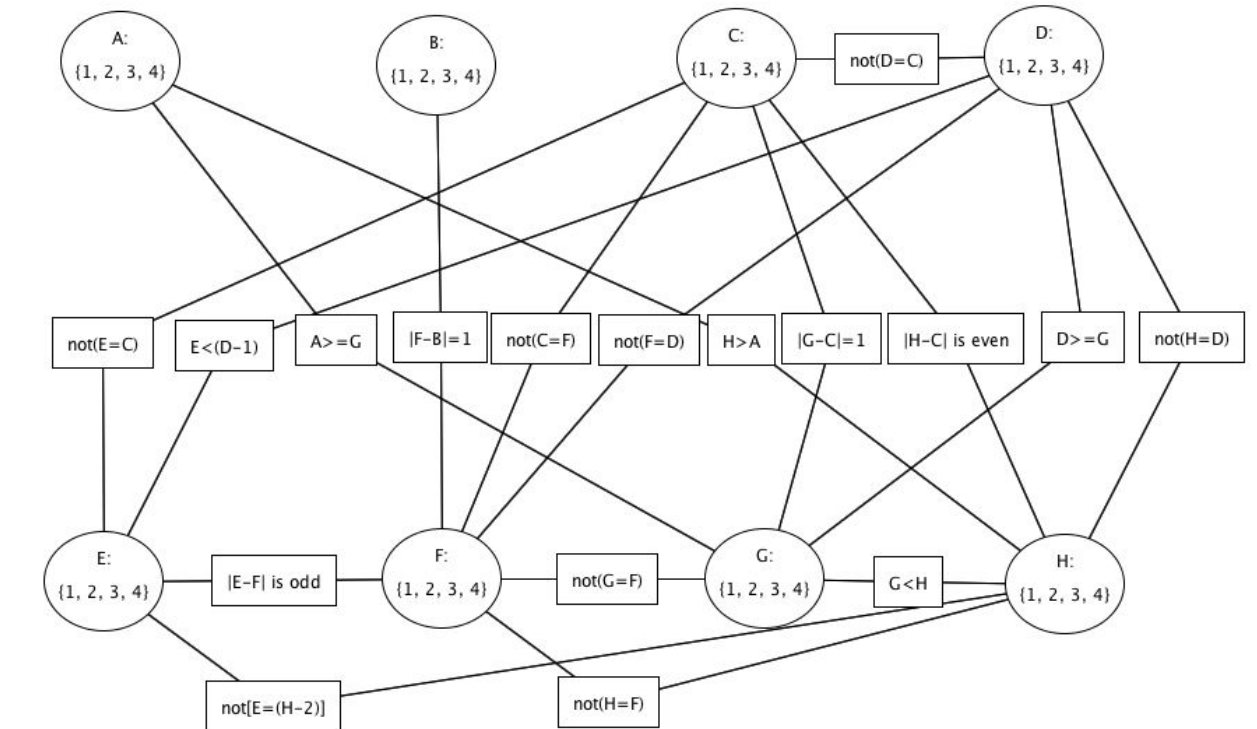 A:
{1, 2, 3, 4}
B:
{1, 2, 3, 4}
C:
{1, 2, 3, 4}
not(D=C)
D:
{1, 2, 3, 4}
not(E=C)
E<(D-1)
A>=G
|F-B|=1
not(C=F)
not(F=D)
H>A
|G-C|=1
|H-C| is even
D>=G
not(H=D)
E:
{1, 2, 3, 4}
|E-F| is odd
F:
{1, 2, 3, 4}
not(G=F)
G:
{1, 2, 3, 4}
G<H
H:
{1, 2, 3, 4}
not[E=(H-2)]
not(H=F)